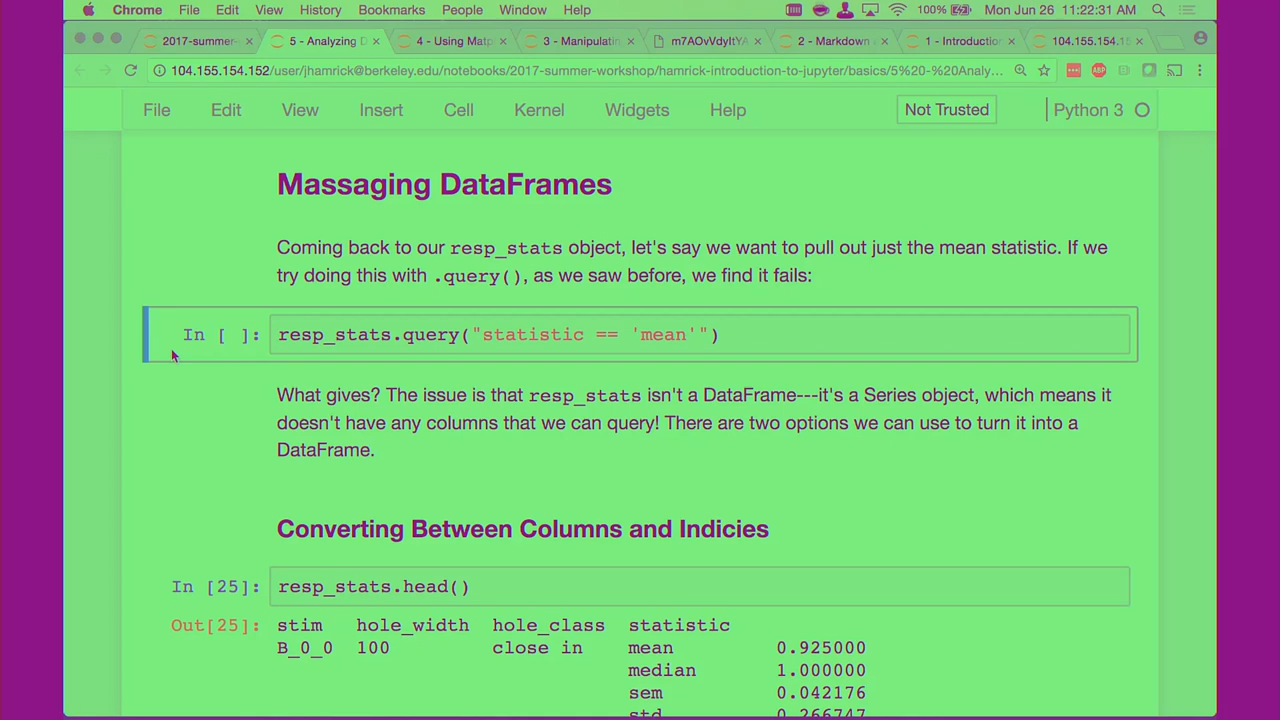 Chrome File Edit View History Bookmarks People Window Help 100% Mon Jun 26 11:22:31 AM
2017-summer- 5 - Analyzing D 4 - Using Matp 3 - Manipulatin m7AOvVdyItYA 2 - Markdown 1 - Introduction 104.155.154.15
104.155.154.152/user/jhamrick@berkeley.edu/notebooks/2017-summer-workshop/hamrick-introduction-to-jupyter/basics/5%20-%20Analy...
File Edit View Insert Cell Kernel Widgets Help Not Trusted Python 3
Massaging DataFrames
Coming back to our resp_stats object, let's say we want to pull out just the mean statistic. If we
try doing this with .query(), as we saw before, we find it fails:
In [ ]: resp_stats.query("statistic == 'mean'")
What gives? The issue is that resp_stats isn't a DataFrame---it's a Series object, which means it
doesn't have any columns that we can query! There are two options we can use to turn it into a
DataFrame.
Converting Between Columns and Indicies
In [25]: resp_stats.head()
Out[25]: stim hole_width hole_class statistic
B_0_0 100 close in mean 0.925000
median 1.000000
sem 0.042176
std 0.266747